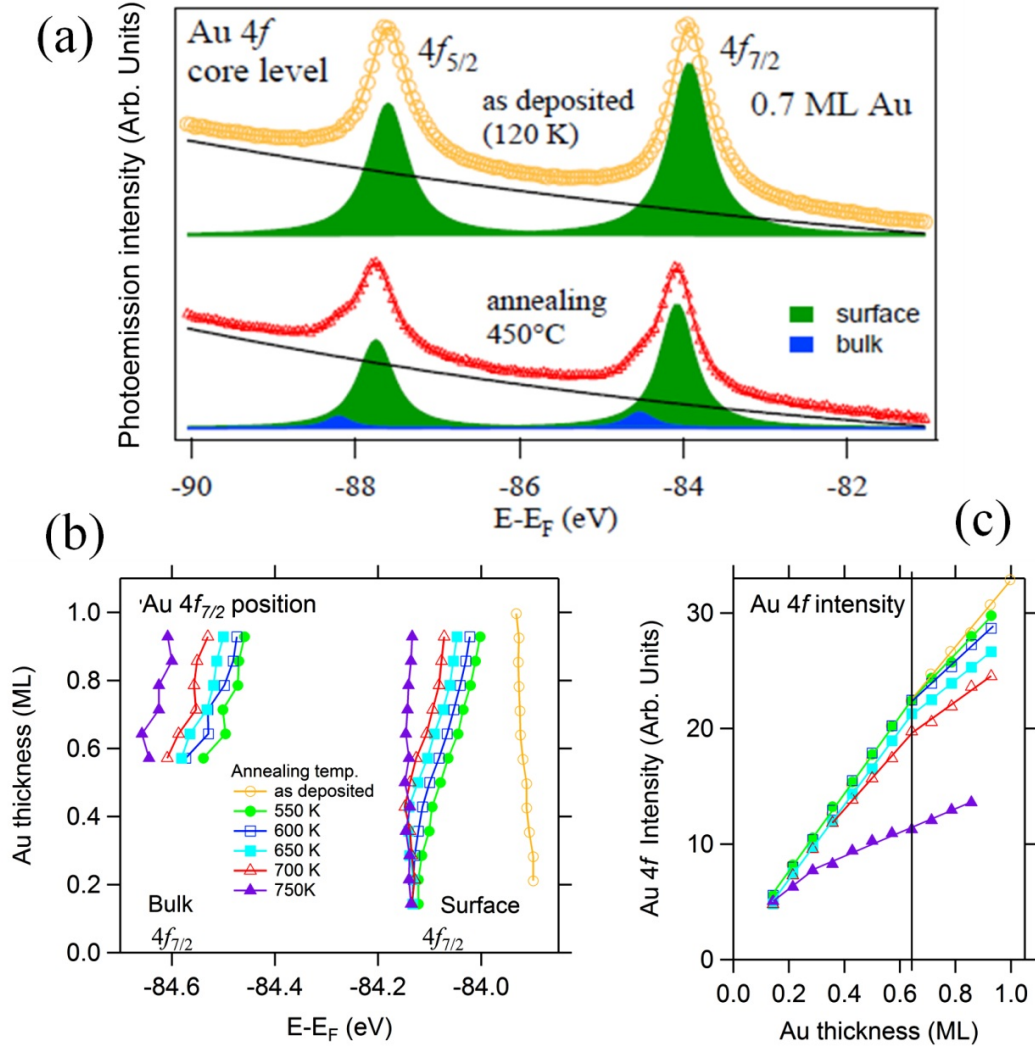 (a)
Photoemission intensity (Arb. Units)
Au 4f
core level
4f5/2
4f7/2
as deposited
(120 K)
0.7 ML Au
annealing
450°C
surface
bulk
-90
-88
-86
-84
-82
E-EF (eV)
(b)
Au thickness (ML)
'Au 4f7/2 position
1.0
0.8
0.6
0.4
0.2
0.0
Annealing temp.
as deposited
550 K
600 K
650 K
700 K
750K
Bulk
4f7/2
Surface
4f7/2
-84.6
-84.4
-84.2
-84.0
E-EF (eV)
(c)
Au 4f Intensity (Arb. Units)
Au 4f intensity
30
20
10
0
0.0
0.2
0.4
0.6
0.8
1.0
Au thickness (ML)